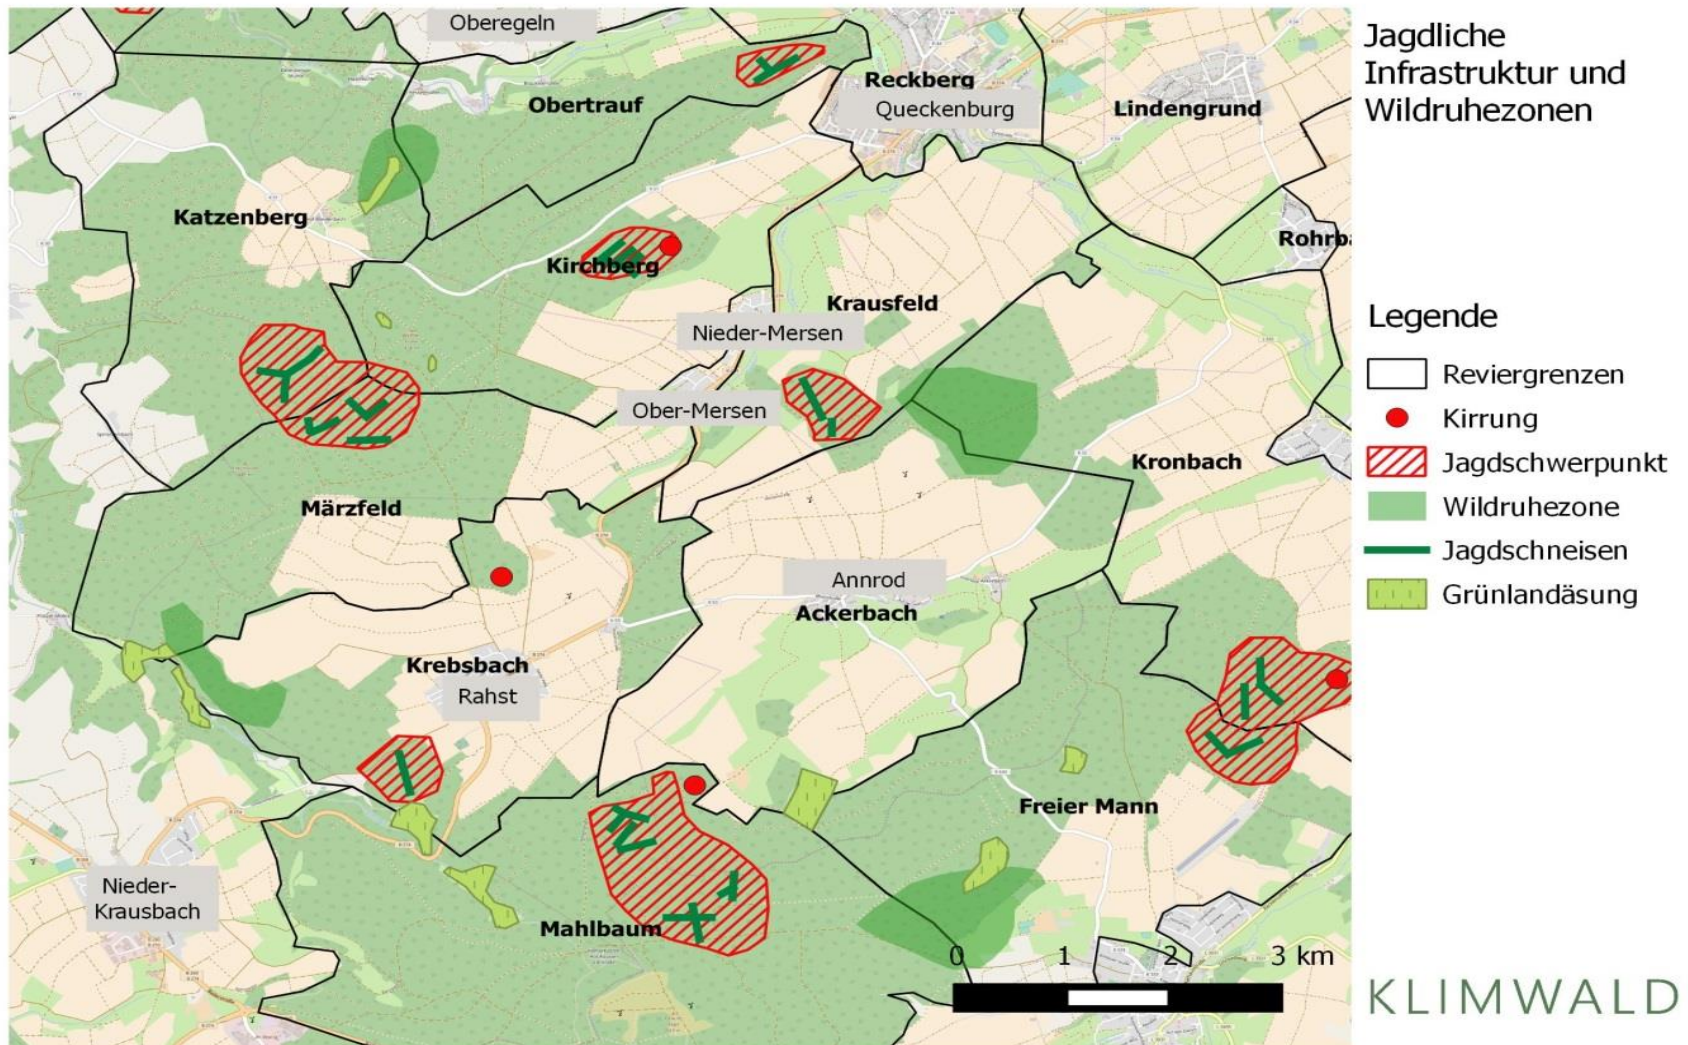 Jagdliche
Infrastruktur und
Wildruhezonen
Oberegeln
Reckberg
Queckenburg
Obertrauf
Lindengrund
Katzenberg
Kirchberg
Krausfeld
Nieder-Mersen
Ober-Mersen
Kronbach
Märzfeld
Annrod
Ackerbach
Krebsbach
Rahst
Freier Mann
Nieder-
Krausbach
Mahlbaum
0 1 2 3 km
Legende
Reviergrenzen
Kirrung
Jagdschwerpunkt
Wildruhezone
Jagdschneisen
Grünlandäsung
KLIMWALD